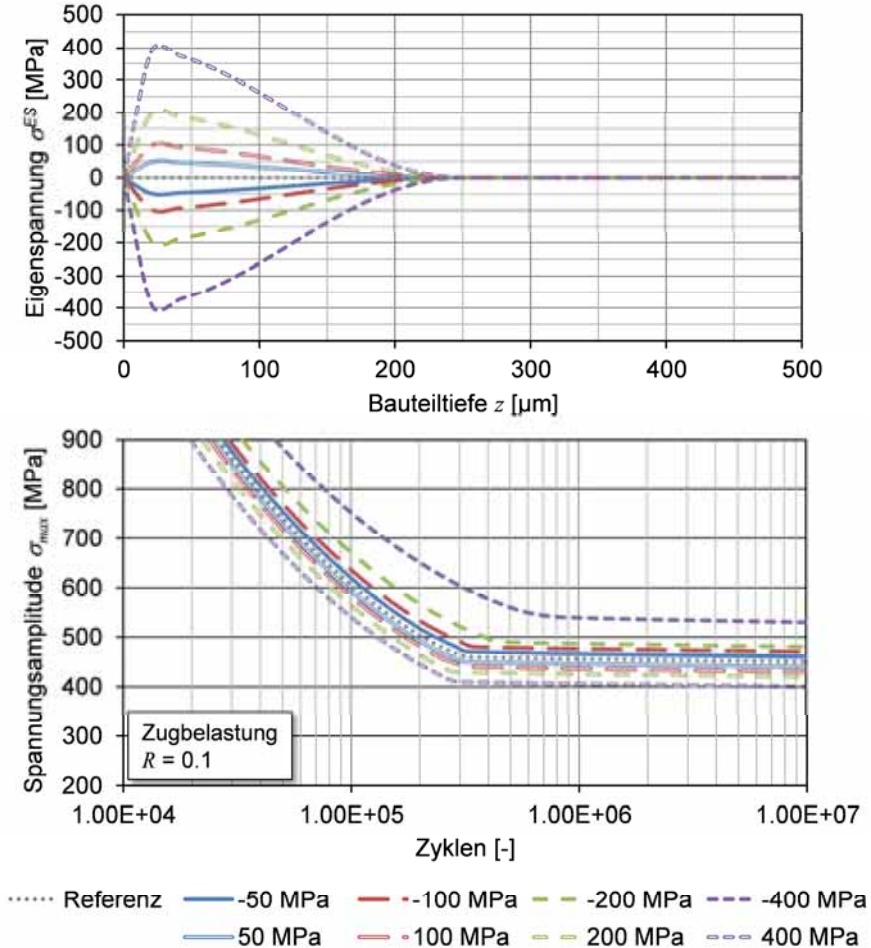 500
400
300
200
100
0
-100
-200
-300
-400
-500
Eigenspannung σ^ES [MPa]
0 100 200 300 400 500
Bauteiltiefe z [µm]
900
800
700
600
500
400
300
200
Spannungsamplitude σ_max [MPa]
Zugbelastung
R = 0.1
1.00E+04 1.00E+05 1.00E+06 1.00E+07
Zyklen [-]
Referenz -50 MPa -100 MPa -200 MPa -400 MPa
50 MPa 100 MPa 200 MPa 400 MPa